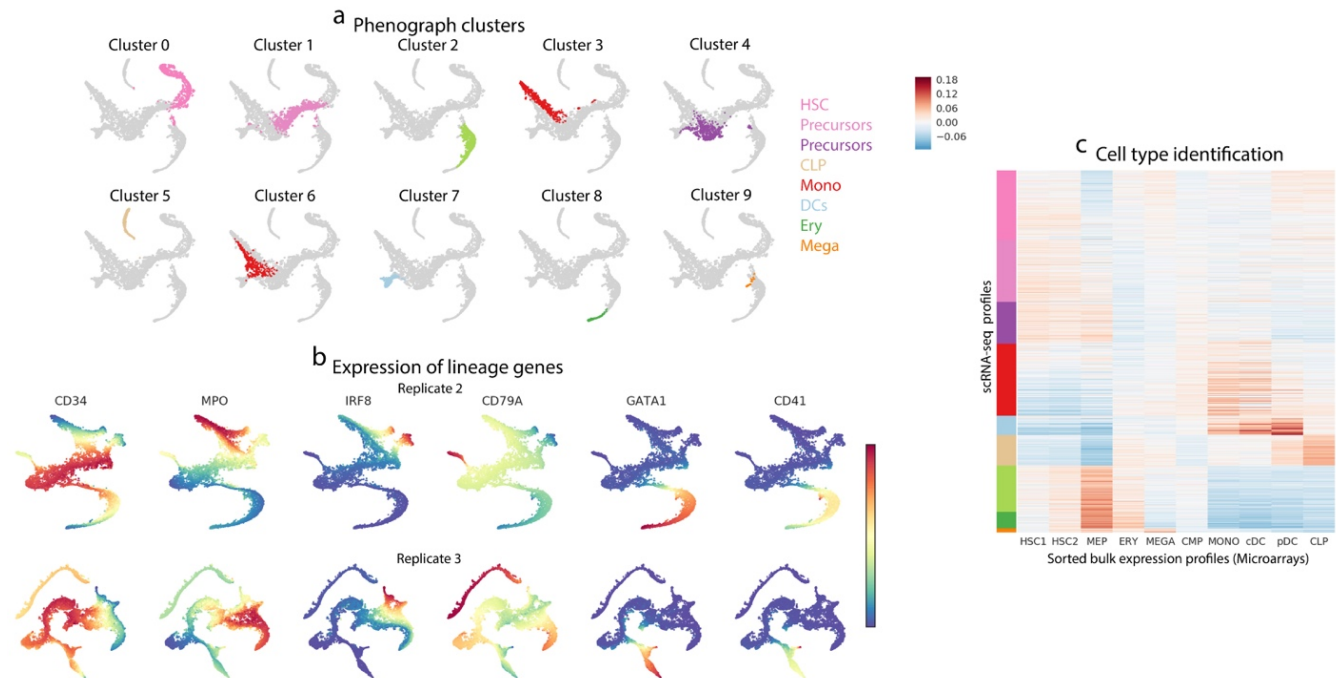 a Phenograph clusters
Cluster 0 Cluster 1 Cluster 2 Cluster 3 Cluster 4
Cluster 5 Cluster 6 Cluster 7 Cluster 8 Cluster 9
HSC
Precursors
Precursors
CLP
Mono
DCs
Ery
Mega
0.18
0.12
0.06
0.00
−0.06
b Expression of lineage genes
Replicate 2
CD34 MPO IRF8 CD79A GATA1 CD41
Replicate 3
c Cell type identification
scRNA-seq profiles
HSC1 HSC2 MEP ERY MEGA CMP MONO cDC pDC CLP
Sorted bulk expression profiles (Microarrays)